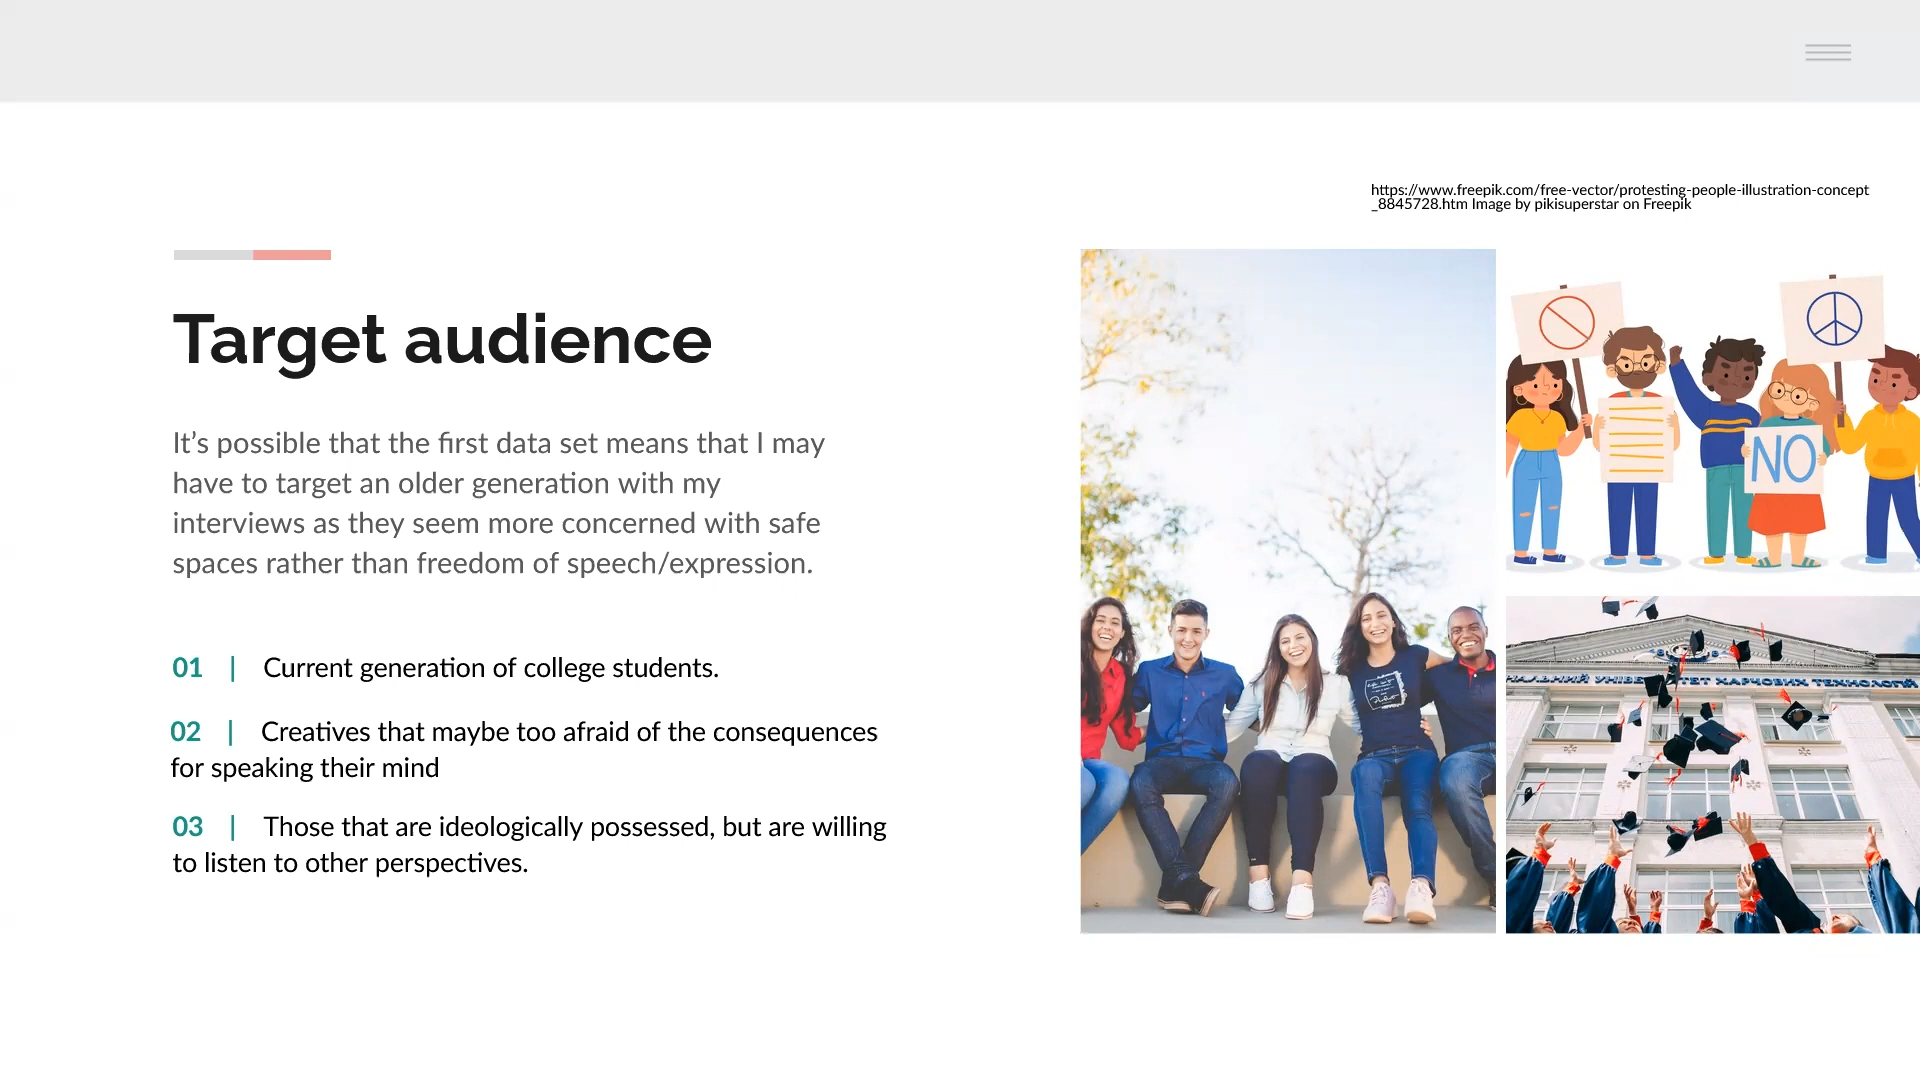 https://www.freepik.com/free-vector/protesting-people-illustration-concept
_8845728.htm Image by pikisuperstar on Freepik
Target audience
It’s possible that the first data set means that I may
have to target an older generation with my
interviews as they seem more concerned with safe
spaces rather than freedom of speech/expression.
01 | Current generation of college students.
02 | Creatives that maybe too afraid of the consequences
for speaking their mind
03 | Those that are ideologically possessed, but are willing
to listen to other perspectives.
NO
ХАРЧОВИХ ТЕХНОЛОГІЙ